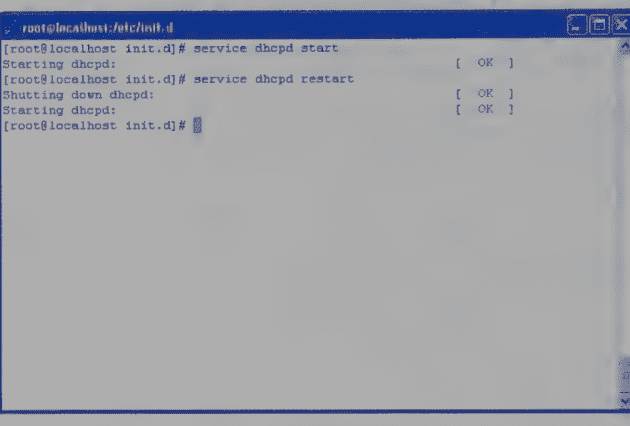 root@localhost:/etc/init.d
[root@localhost init.d]# service dhcpd start
Starting dhcpd: [ OK ]
[root@localhost init.d]# service dhcpd restart
Shutting down dhcpd: [ OK ]
Starting dhcpd: [ OK ]
[root@localhost init.d]#